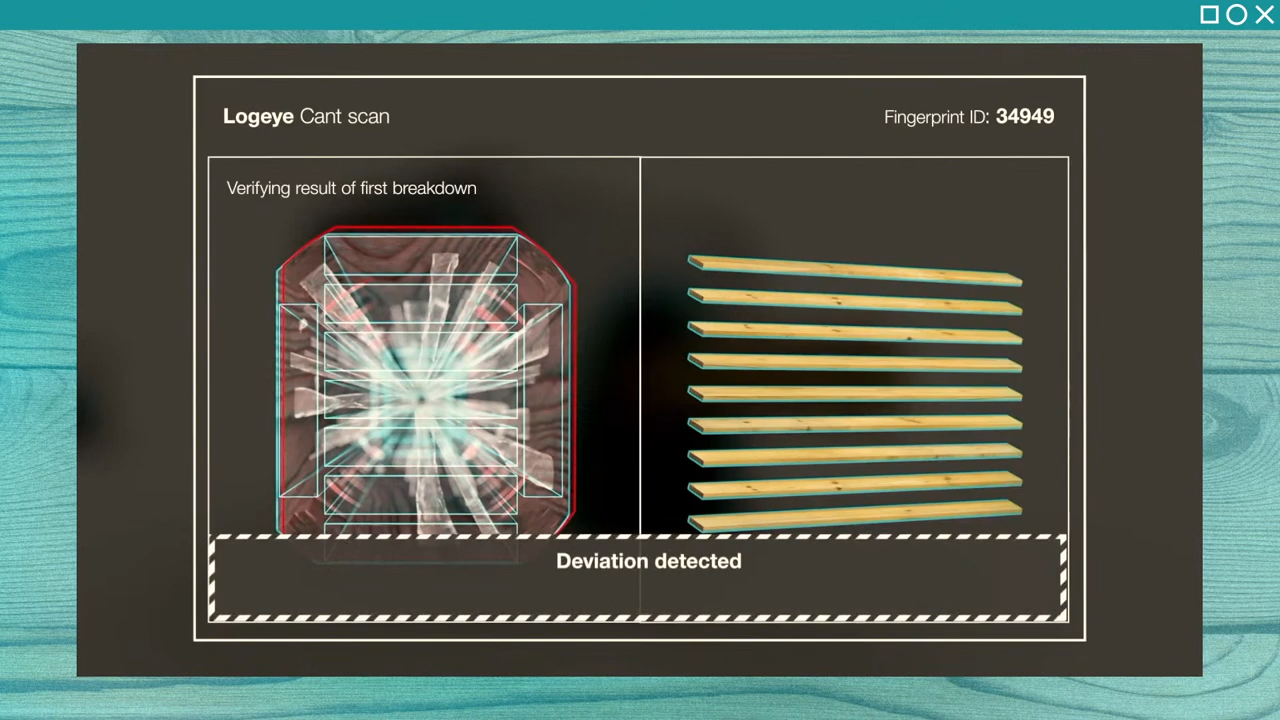 Logeye Cant scan
Fingerprint ID: 34949
Verifying result of first breakdown
Deviation detected